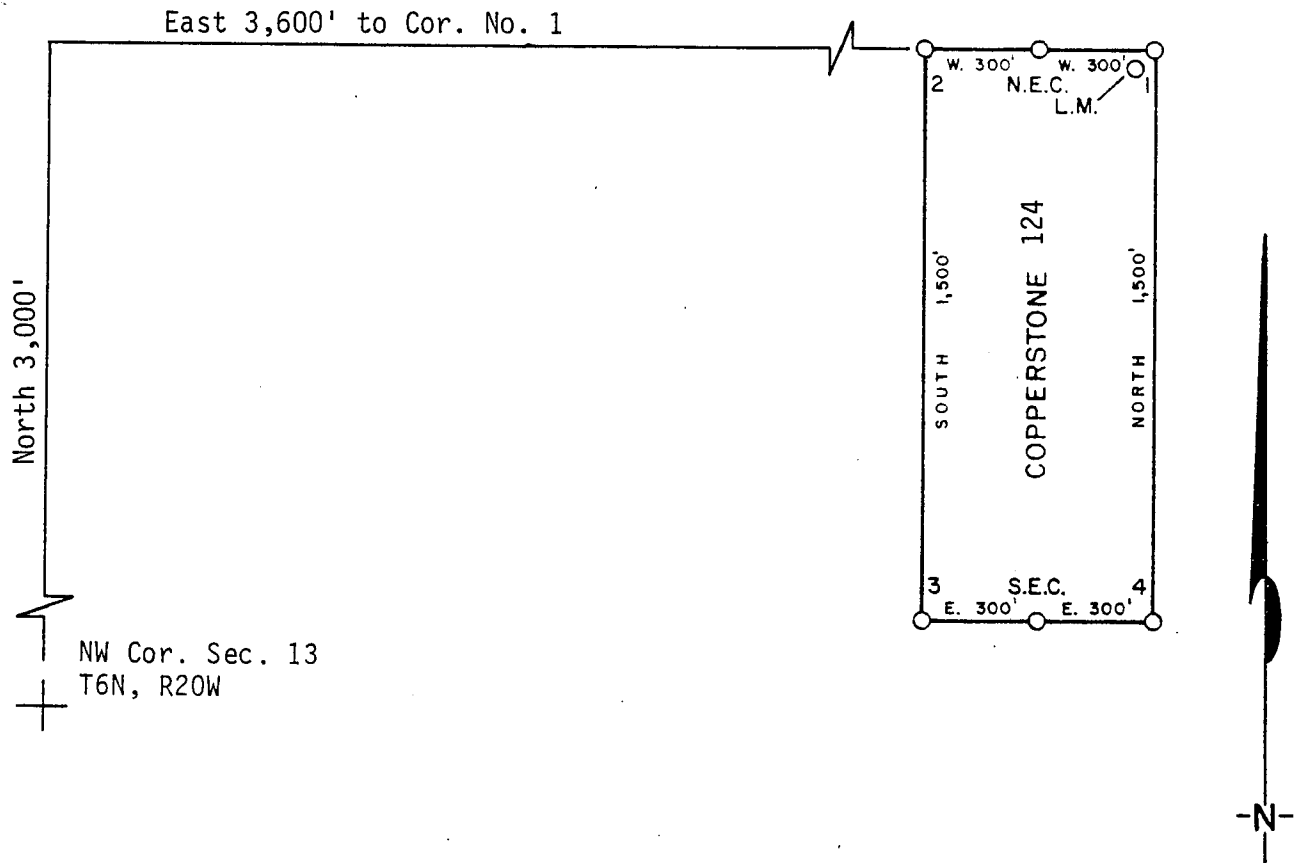 East 3,600' to Cor. No. 1
W. 300' W. 300'
2 N.E.C. 1
L.M.
North 3,000'
SOUTH 1,500'
COPPERSTONE 124
NORTH 1,500'
3 S.E.C. 4
E. 300' E. 300'
NW Cor. Sec. 13
T6N, R20W
-N-